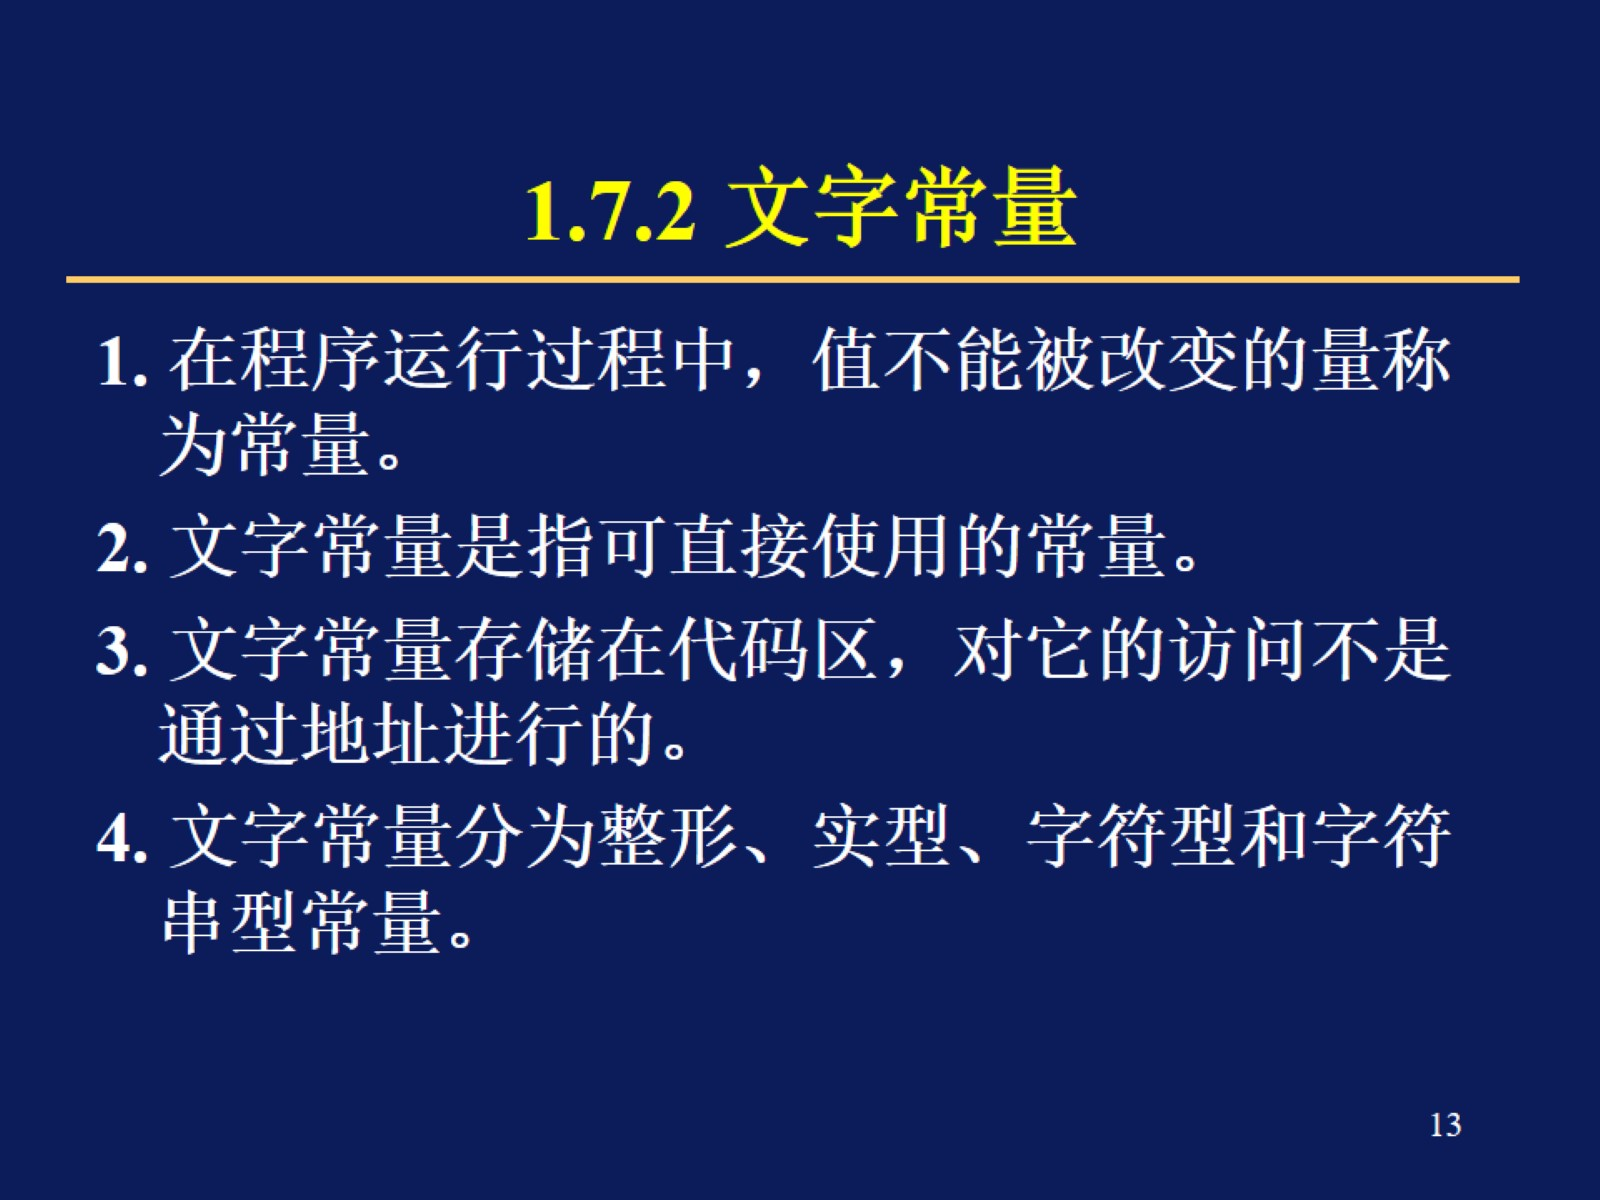 1.7.2 文字常量
1. 在程序运行过程中，值不能被改变的量称
为常量。
2. 文字常量是指可直接使用的常量。
3. 文字常量存储在代码区，对它的访问不是
通过地址进行的。
4. 文字常量分为整形、实型、字符型和字符
串型常量。
13